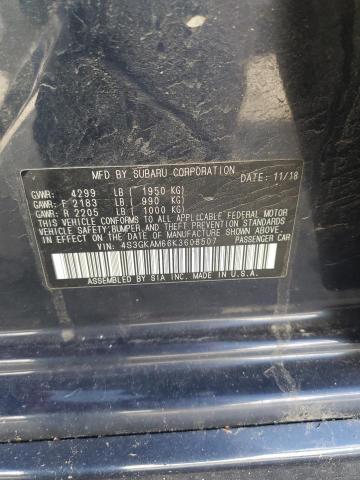 MFD BY SUBARU CORPORATION DATE: 11/18
GVWR: 4299 LB (1950 KG)
GAWR: F 2183 LB (990 KG)
GAWR: R 2205 LB (1000 KG)
THIS VEHICLE CONFORMS TO ALL APPLICABLE FEDERAL MOTOR
VEHICLE SAFETY, BUMPER, AND THEFT PREVENTION STANDARDS
IN EFFECT ON THE DATE OF MANUFACTURE SHOWN ABOVE.
VIN: 4S3GKAM66K3608507 PASSENGER CAR
ASSEMBLED BY SIA INC. MADE IN U.S.A.